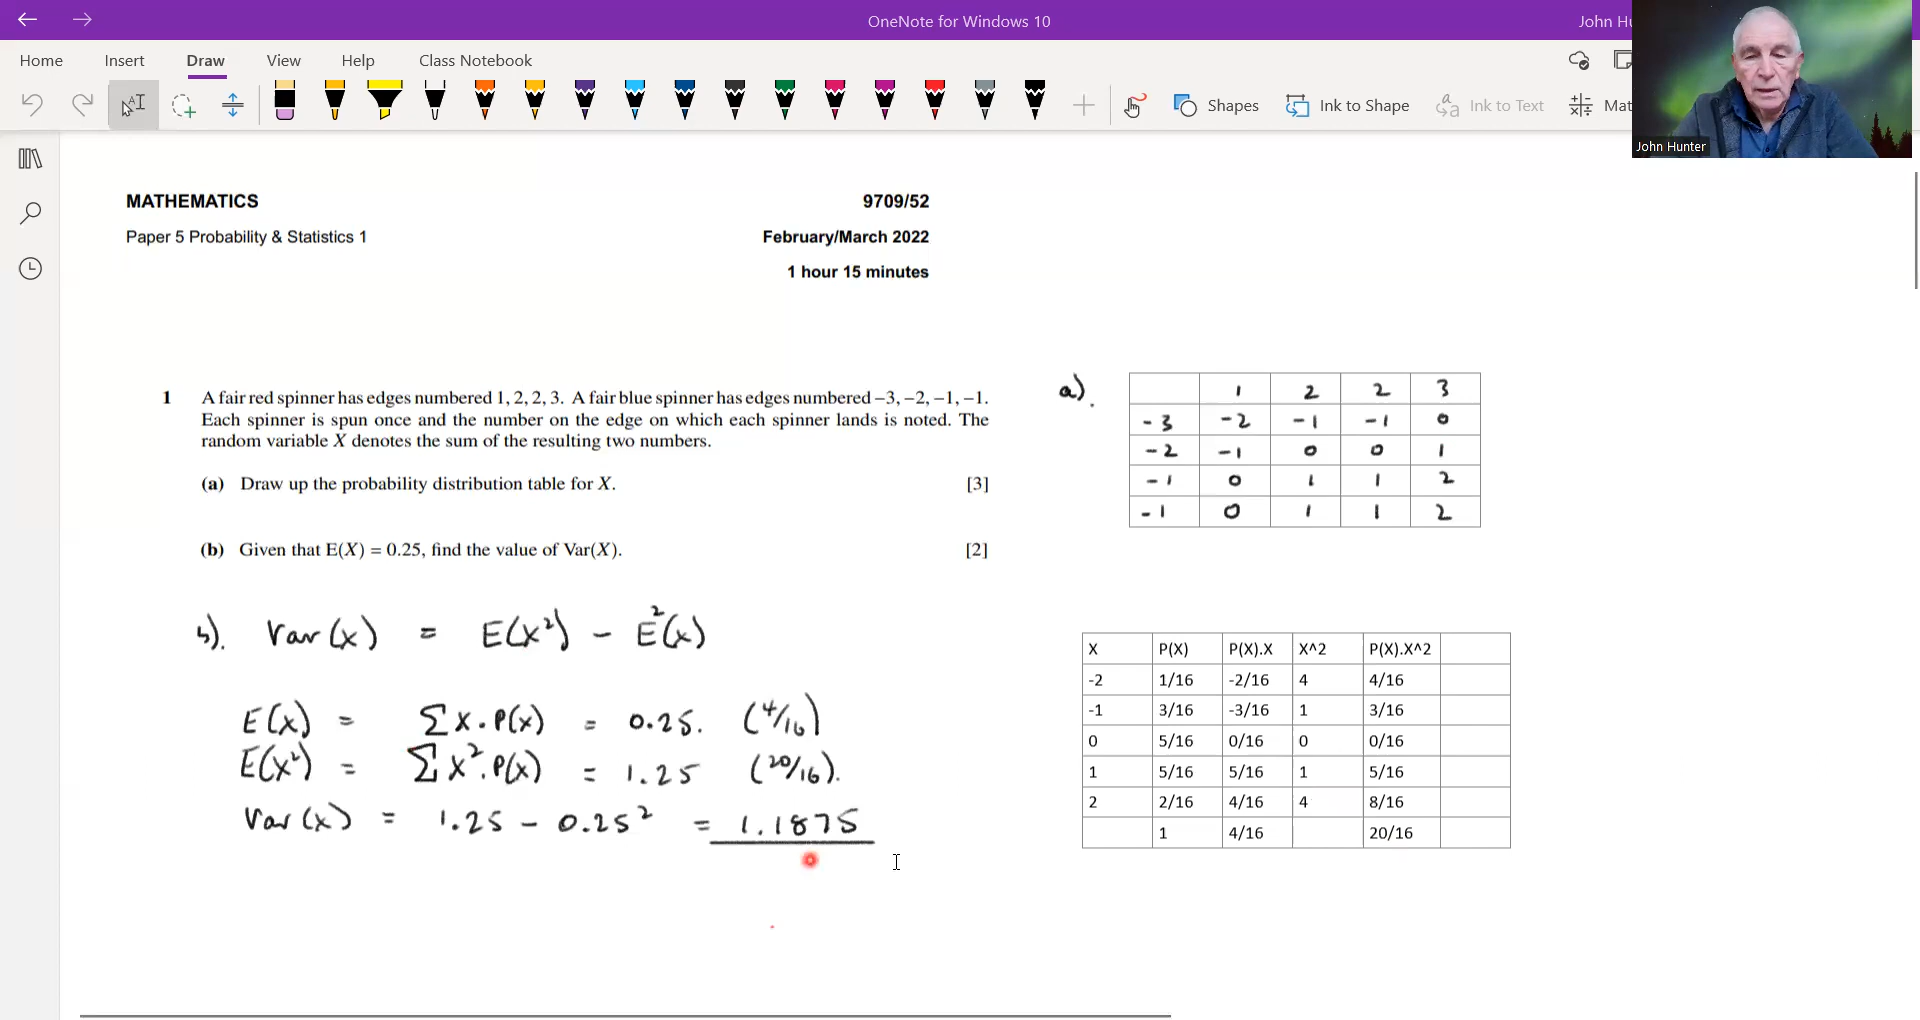 OneNote for Windows 10
John Hu
Home Insert Draw View Help Class Notebook
Shapes Ink to Shape Ink to Text Mat
John Hunter
MATHEMATICS 9709/52
Paper 5 Probability & Statistics 1 February/March 2022
1 hour 15 minutes
1 A fair red spinner has edges numbered 1, 2, 2, 3. A fair blue spinner has edges numbered −3, −2, −1, −1.
Each spinner is spun once and the number on the edge on which each spinner lands is noted. The
random variable X denotes the sum of the resulting two numbers.
(a) Draw up the probability distribution table for X. [3]
(b) Given that E(X) = 0.25, find the value of Var(X). [2]
b). Var(X) = E(X²) − E²(X)
E(X) = ΣX.P(X) = 0.25. (4/16)
E(X²) = ΣX².P(X) = 1.25 (20/16).
Var(X) = 1.25 − 0.25² = 1.1875
a).
1 2 2 3
-3 -2 -1 -1 0
-2 -1 0 0 1
-1 0 1 1 2
-1 0 1 1 2
X P(X) P(X).X X^2 P(X).X^2
-2 1/16 -2/16 4 4/16
-1 3/16 -3/16 1 3/16
0 5/16 0/16 0 0/16
1 5/16 5/16 1 5/16
2 2/16 4/16 4 8/16
1 4/16 20/16